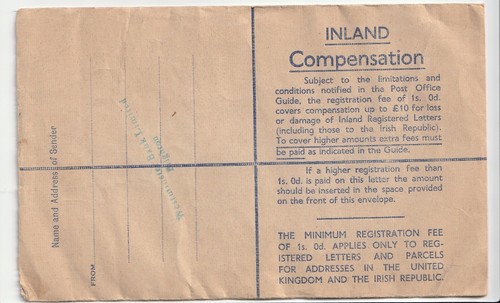 INLAND
Compensation
Subject to the limitations and
conditions notified in the Post Office
Guide, the registration fee of 1s. 0d.
covers compensation up to £10 for loss
or damage of Inland Registered Letters
(including those to the Irish Republic).
To cover higher amounts extra fees must
be paid as indicated in the Guide.
If a higher registration fee than
1s. 0d. is paid on this letter the amount
should be inserted in the space provided
on the front of this envelope.
THE MINIMUM REGISTRATION FEE
OF 1s. 0d. APPLIES ONLY TO REG-
ISTERED LETTERS AND PARCELS
FOR ADDRESSES IN THE UNITED
KINGDOM AND THE IRISH REPUBLIC.
Name and Address of Sender
FROM
Westminster Bank Limited